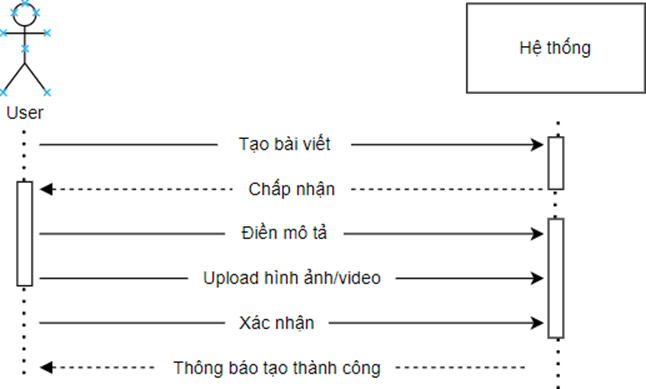 Hệ thống
User
Tạo bài viết
Chấp nhận
Điền mô tả
Upload hình ảnh/video
Xác nhận
Thông báo tạo thành công